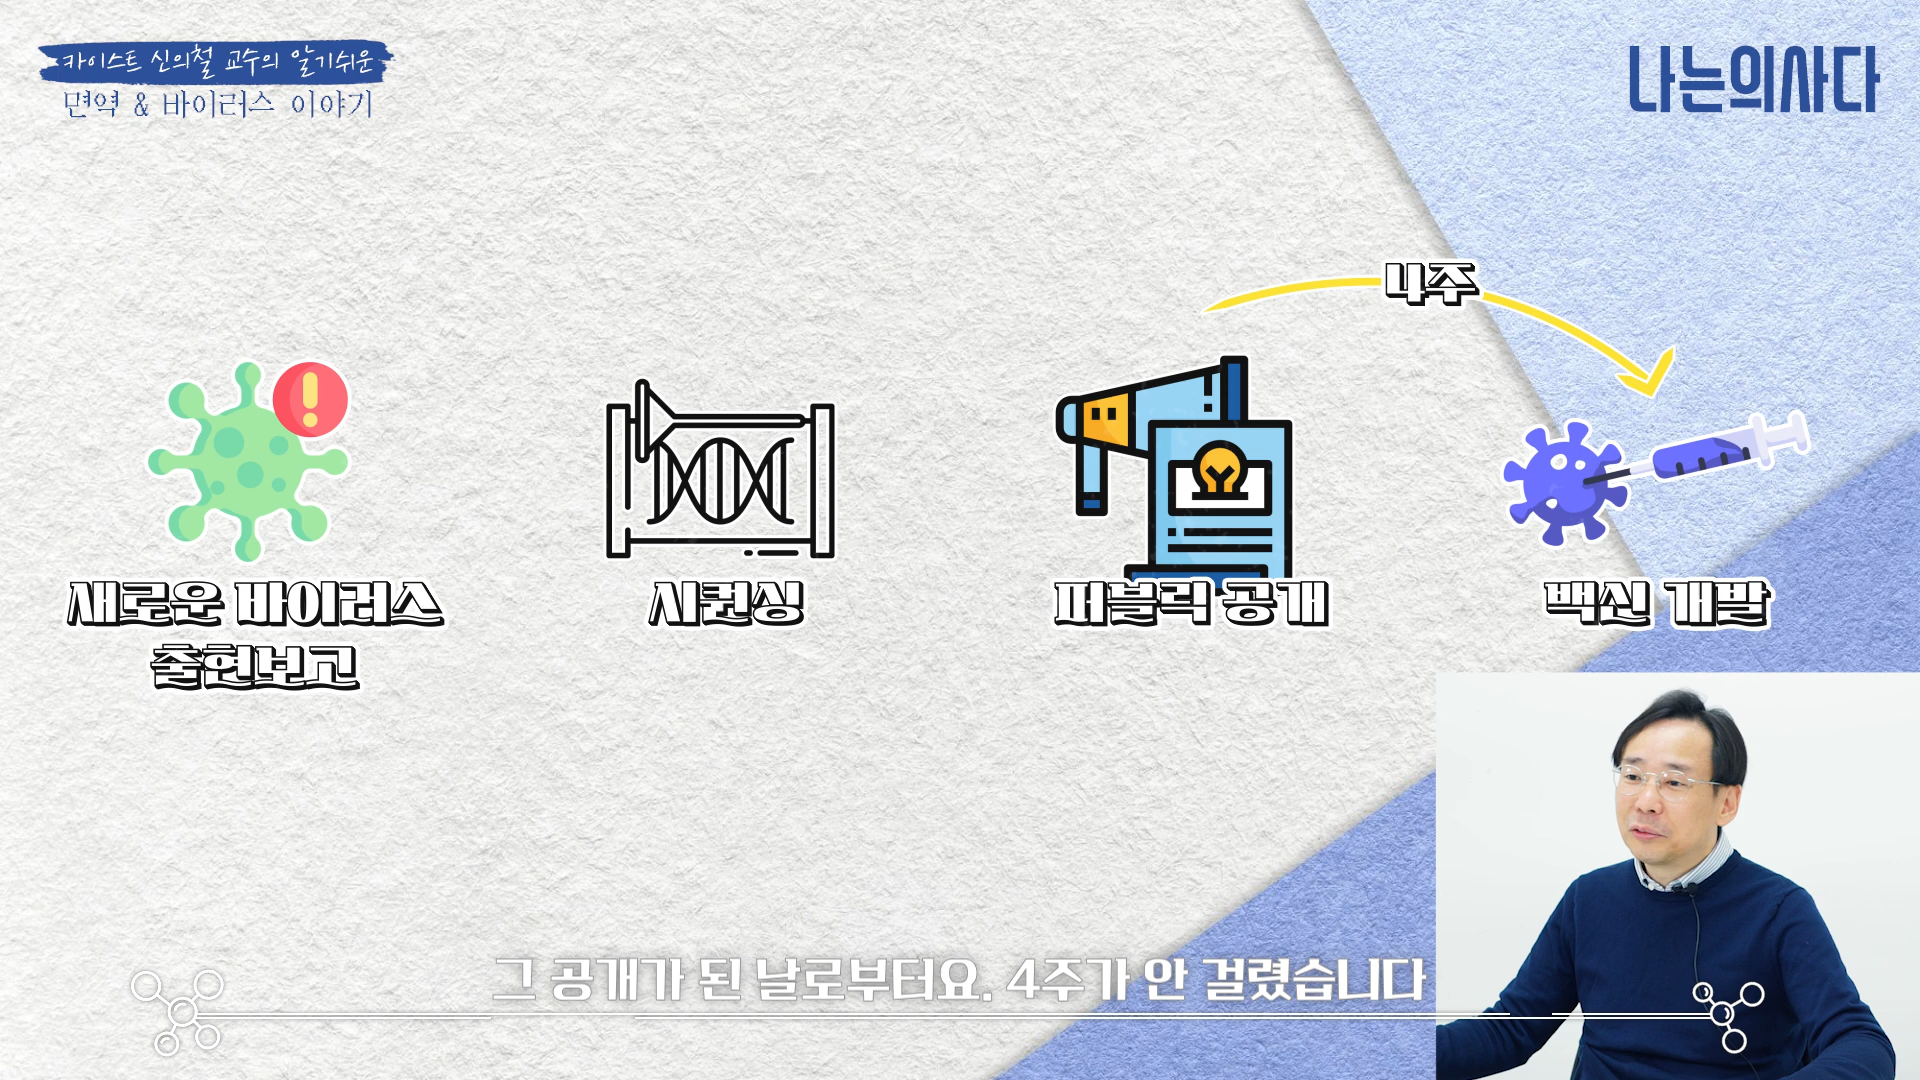 카이스트 신의철 교수의 알기쉬운
면역 & 바이러스 이야기
나는의사다
4주
새로운 바이러스
출현보고
시퀀싱
퍼블릭 공개
백신 개발
그 공개가 된 날로부터요. 4주가 안 걸렸습니다